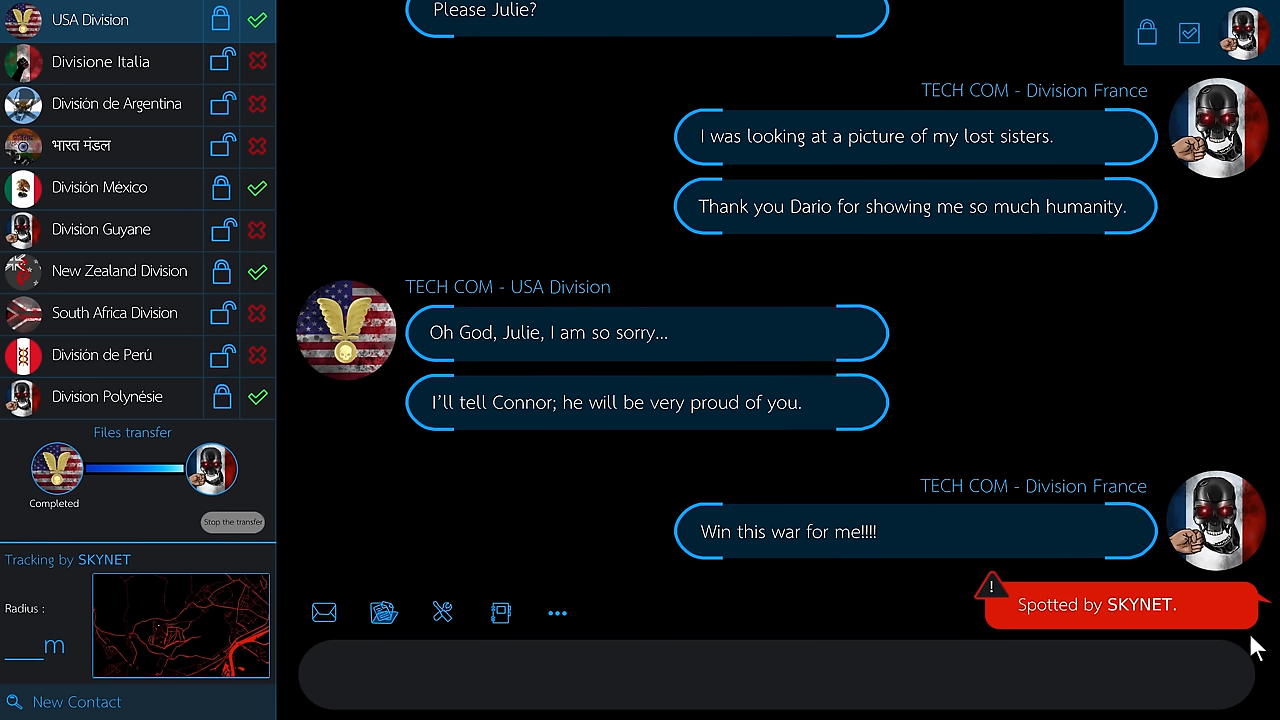 USA Division
Divisione Italia
División de Argentina
भारत मंडल
División México
Division Guyane
New Zealand Division
South Africa Division
División de Perú
Division Polynésie
Files transfer
Completed
Stop the transfer
Tracking by SKYNET
Radius :
___m
New Contact
Please Julie?
TECH COM - Division France
I was looking at a picture of my lost sisters.
Thank you Dario for showing me so much humanity.
TECH COM - USA Division
Oh God, Julie, I am so sorry...
I'll tell Connor; he will be very proud of you.
TECH COM - Division France
Win this war for me!!!!
!
Spotted by SKYNET.